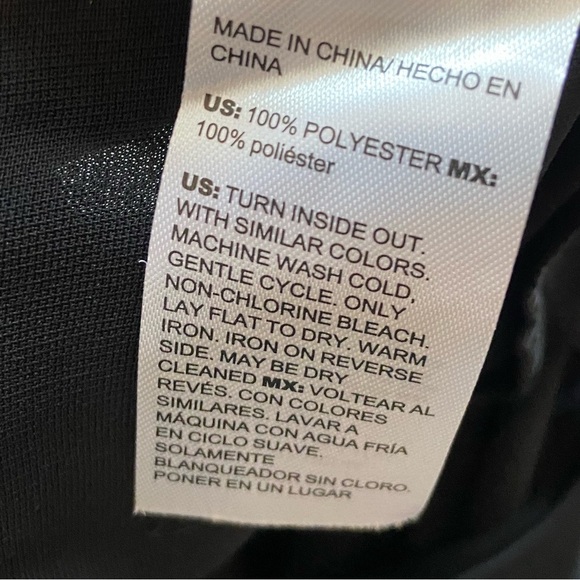 MADE IN CHINA/HECHO EN
CHINA
US: 100% POLYESTER MX:
100% poliéster
US: TURN INSIDE OUT.
WITH SIMILAR COLORS.
MACHINE WASH COLD,
GENTLE CYCLE. ONLY
NON-CHLORINE BLEACH.
LAY FLAT TO DRY. WARM
IRON. IRON ON REVERSE
SIDE. MAY BE DRY
CLEANED MX: VOLTEAR AL
REVÉS. CON COLORES
SIMILARES. LAVAR A
MÁQUINA CON AGUA FRÍA
EN CICLO SUAVE.
SOLAMENTE
BLANQUEADOR SIN CLORO.
PONER EN UN LUGAR